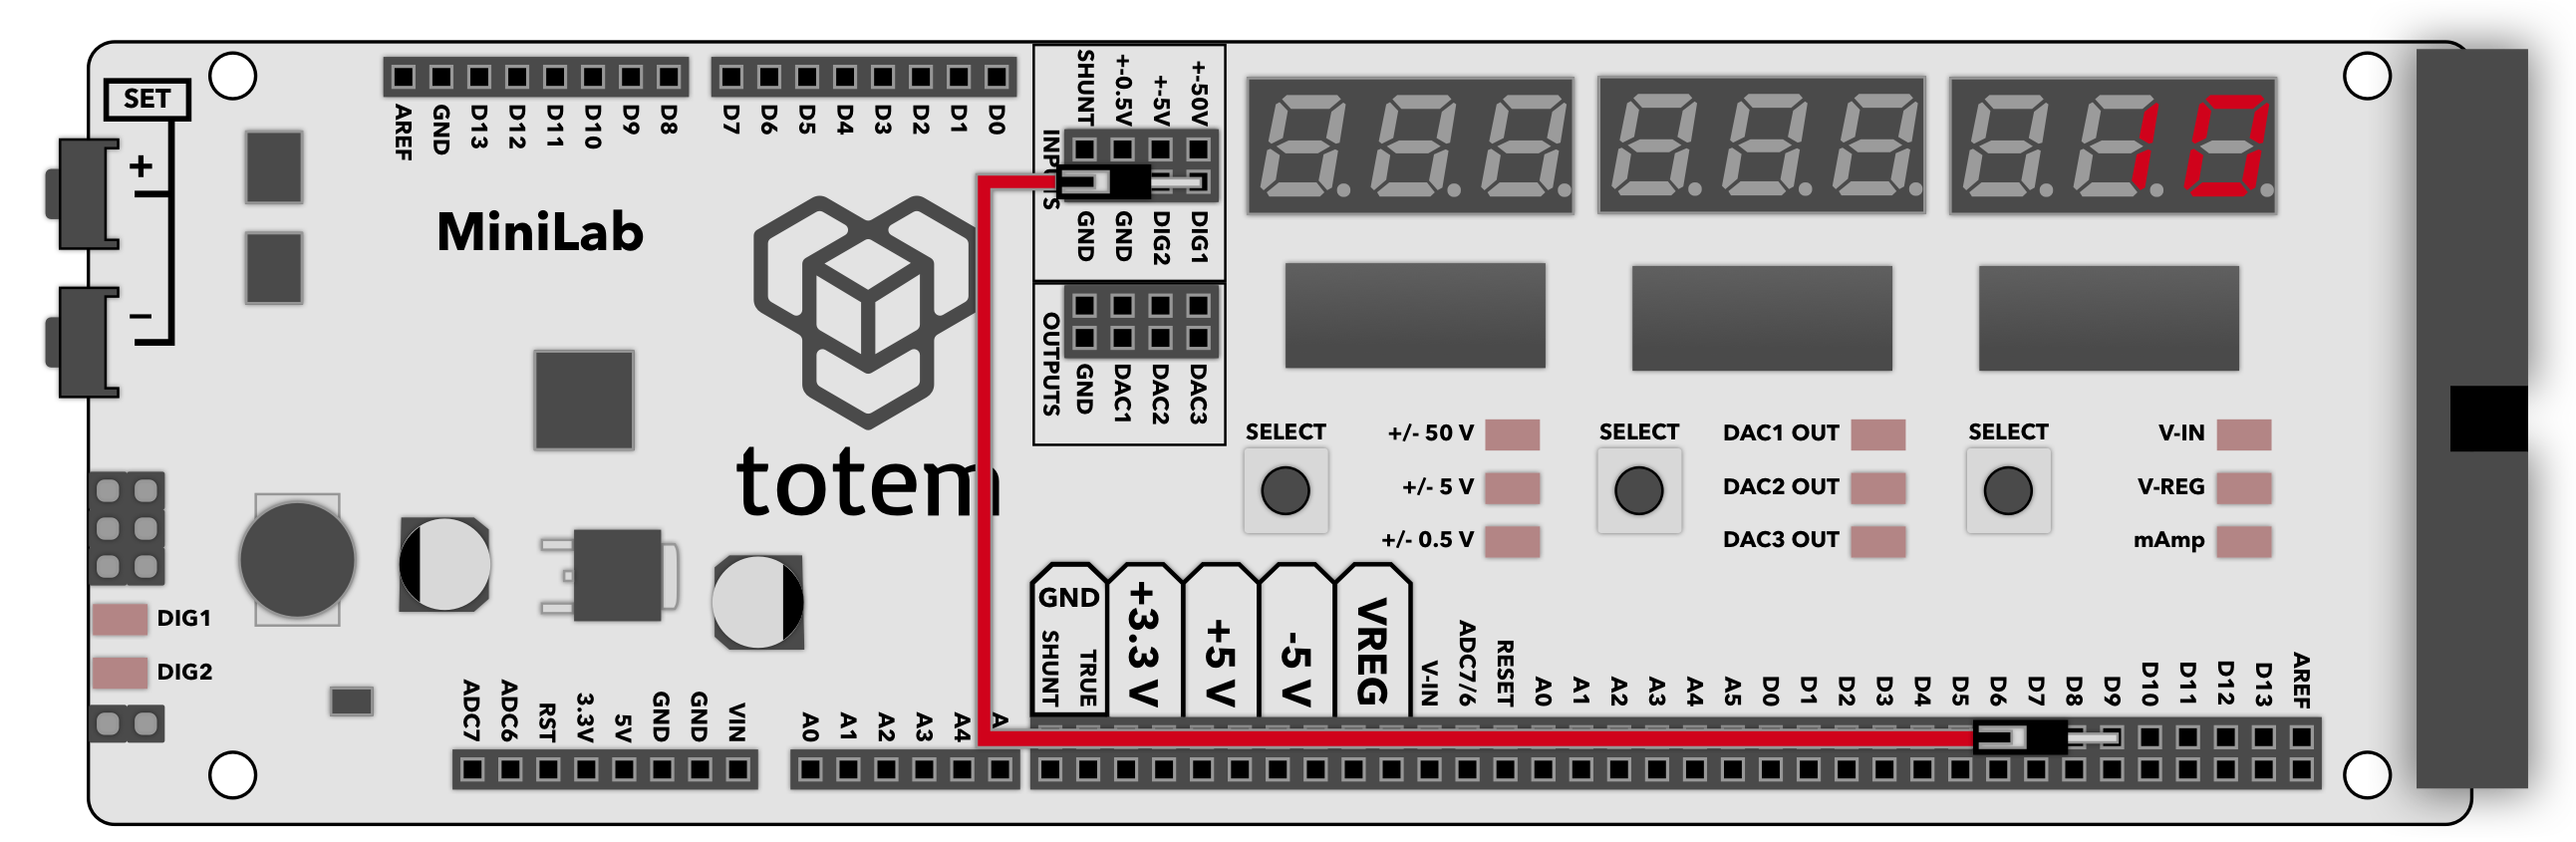 SET
+
–
MiniLab
totem
AREF GND D13 D12 D11 D10 D9 D8
D7 D6 D5 D4 D3 D2 D1 D0
SHUNT +-0.5V +-5V +-50V
GND GND DIG2 DIG1
OUTPUTS
GND DAC1 DAC2 DAC3
10
SELECT
+/- 50 V
+/- 5 V
+/- 0.5 V
SELECT
DAC1 OUT
DAC2 OUT
DAC3 OUT
SELECT
V-IN
V-REG
mAmp
DIG1
DIG2
ADC7 ADC6 RST 3.3V 5V GND GND VIN
A0 A1 A2 A3 A4 A
GND
SHUNT TRUE
+3.3 V
+5 V
-5 V
VREG
V-IN ADC7/6 RESET A0 A1 A2 A3 A4 A5 D0 D1 D2 D3 D4 D5 D6 D7 D8 D9 D10 D11 D12 D13 AREF